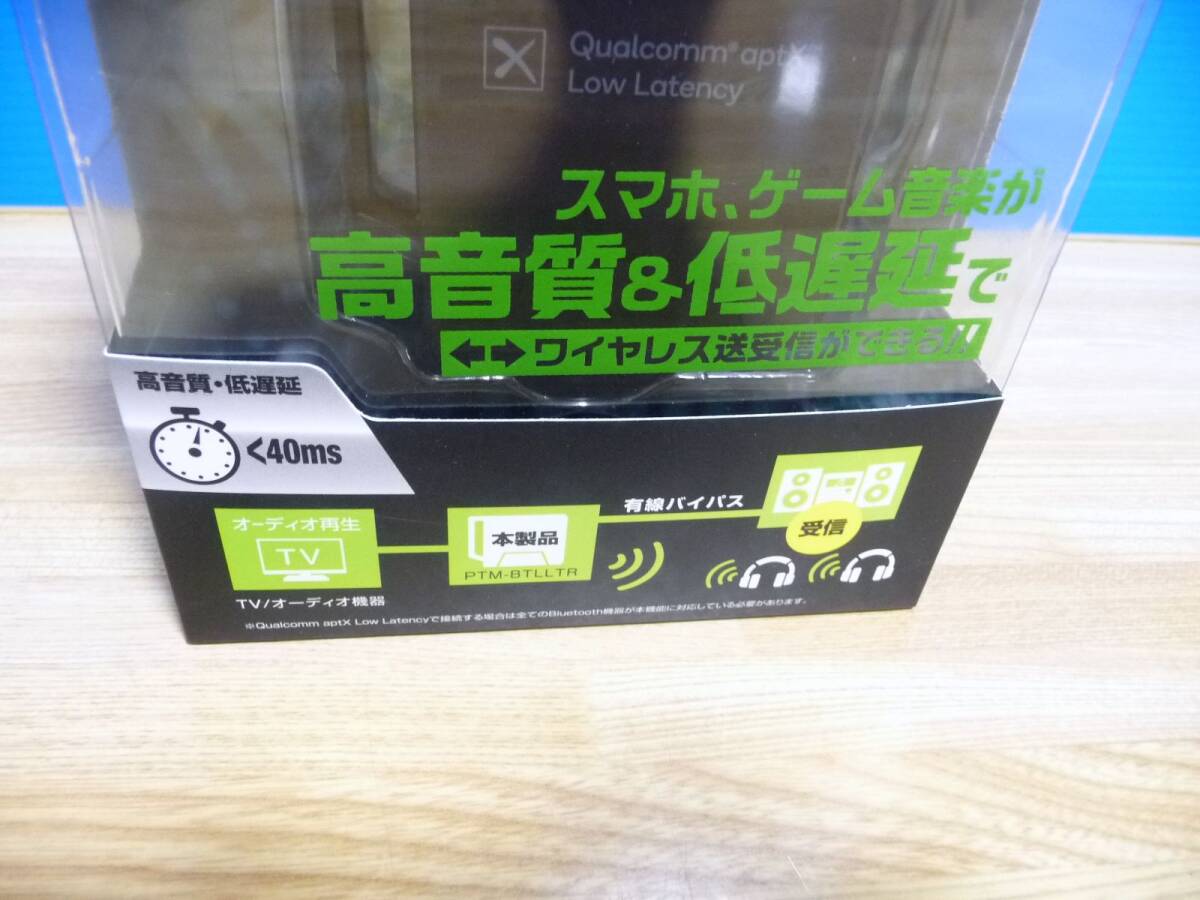 Qualcomm® aptX™
Low Latency
スマホ、ゲーム音楽が
高音質&低遅延で
ワイヤレス送受信ができる!!
高音質・低遅延
<40ms
オーディオ再生
TV
TV/オーディオ機器
本製品
PTM-BTLLTR
有線バイパス
受信
※Qualcomm aptX Low Latencyで接続する場合は全てのBluetooth機器が本機能に対応している必要があります。